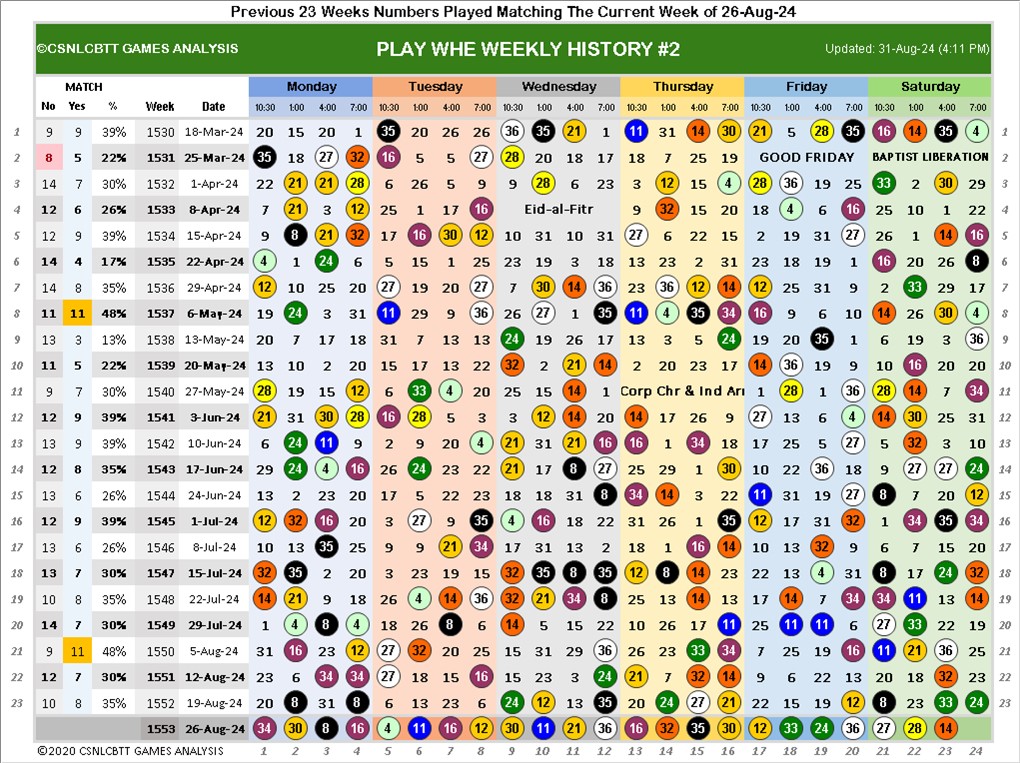 Previous 23 Weeks Numbers Played Matching The Current Week of 26-Aug-24
©CSNLCBTT GAMES ANALYSIS PLAY WHE WEEKLY HISTORY #2 Updated: 31-Aug-24 (4:11 PM)
MATCH Monday Tuesday Wednesday Thursday Friday Saturday
No Yes % Week Date 10:30 1:00 4:00 7:00 10:30 1:00 4:00 7:00 10:30 1:00 4:00 7:00 10:30 1:00 4:00 7:00 10:30 1:00 4:00 7:00 10:30 1:00 4:00 7:00
1 9 9 39% 1530 18-Mar-24 20 15 20 1 35 20 26 26 36 35 21 1 11 31 14 30 21 5 28 35 16 14 35 4 1
2 8 5 22% 1531 25-Mar-24 35 18 27 32 16 5 5 27 28 20 18 17 18 7 25 19 GOOD FRIDAY BAPTIST LIBERATION 2
3 14 7 30% 1532 1-Apr-24 22 21 21 28 6 26 5 9 9 28 6 23 3 12 15 4 28 36 19 25 33 2 30 29 3
4 12 6 26% 1533 8-Apr-24 7 21 3 12 25 1 17 16 Eid-al-Fitr 9 32 15 20 18 4 6 16 25 10 1 22 4
5 12 9 39% 1534 15-Apr-24 9 8 21 32 17 16 30 12 10 31 10 31 27 6 22 15 2 19 31 27 26 1 14 16 5
6 14 4 17% 1535 22-Apr-24 4 1 24 6 5 15 1 25 23 19 3 18 13 23 2 31 23 18 19 1 16 20 26 8 6
7 14 8 35% 1536 29-Apr-24 12 10 25 20 27 19 20 27 7 30 14 36 23 36 12 14 12 25 31 9 2 33 29 17 7
8 11 11 48% 1537 6-May-24 19 24 3 31 11 29 9 36 26 27 1 35 11 4 35 34 16 9 6 10 14 26 30 4 8
9 13 3 13% 1538 13-May-24 20 7 17 18 31 7 13 13 24 19 26 17 13 3 5 24 19 20 35 1 6 19 3 36 9
10 11 5 22% 1539 20-May-24 13 10 2 20 15 15 10 17 32 2 21 14 2 20 23 17 14 36 19 9 10 16 20 20 10
11 9 7 30% 1540 27-May-24 28 19 15 12 6 33 4 20 25 15 14 1 Corp Chr & Ind Arr 1 28 1 36 28 14 7 34 11
12 12 9 39% 1541 3-Jun-24 21 31 30 28 16 28 5 3 3 12 14 20 14 17 26 9 27 13 6 4 14 30 25 31 12
13 13 9 39% 1542 10-Jun-24 6 24 11 9 2 9 20 4 21 31 21 16 16 1 34 18 17 25 5 27 5 32 3 10 13
14 12 8 35% 1543 17-Jun-24 29 24 4 16 26 24 23 22 21 17 8 27 25 29 1 30 10 22 36 18 9 27 27 24 14
15 13 6 26% 1544 24-Jun-24 13 2 23 20 17 5 22 23 18 18 31 8 34 14 3 22 11 31 19 27 8 7 20 12 15
16 12 9 39% 1545 1-Jul-24 12 32 16 20 3 27 9 35 4 16 18 22 31 26 1 35 12 17 31 32 1 34 35 16 16
17 13 6 26% 1546 8-Jul-24 10 13 35 25 9 9 21 34 17 31 13 2 18 1 16 14 10 13 32 9 6 7 15 20 17
18 13 7 30% 1547 15-Jul-24 32 35 2 20 3 23 19 15 32 35 8 35 12 8 14 23 22 13 4 31 8 17 24 32 18
19 10 8 35% 1548 22-Jul-24 14 21 9 18 26 4 14 36 32 21 34 8 25 13 14 13 17 14 7 34 34 11 13 14 19
20 14 7 30% 1549 29-Jul-24 1 4 8 4 18 26 8 6 14 5 15 22 10 26 17 11 25 11 11 6 27 33 22 19 20
21 9 11 48% 1550 5-Aug-24 31 16 23 12 27 32 20 25 15 31 29 36 26 23 33 34 7 25 19 16 11 21 36 25 21
22 12 7 30% 1551 12-Aug-24 23 6 34 34 27 18 15 16 15 22 3 24 21 7 32 14 9 6 22 13 20 18 32 23 22
23 10 8 35% 1552 19-Aug-24 20 8 31 8 6 13 23 6 24 12 13 35 20 24 27 21 22 15 19 12 8 23 33 24 23
1553 26-Aug-24 34 30 8 16 4 11 16 12 30 11 21 36 16 32 35 36 12 33 24 36 27 28 14
©2020 CSNLCBTT GAMES ANALYSIS 1 2 3 4 5 6 7 8 9 10 11 12 13 14 15 16 17 18 19 20 21 22 23 24